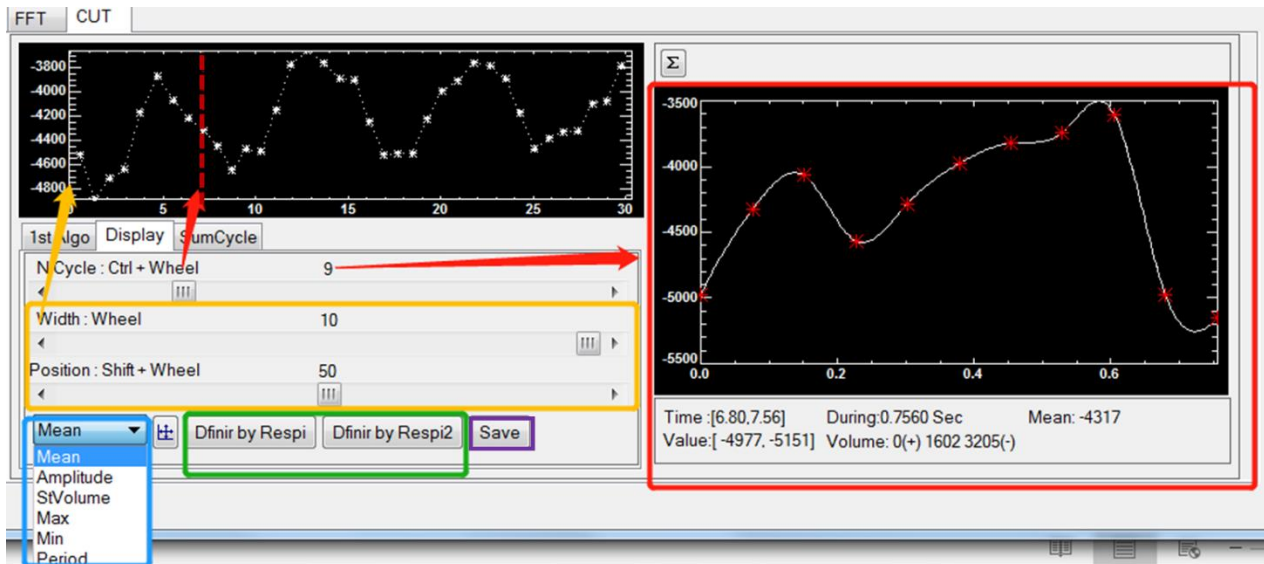 FFT CUT
-3800
-4000
-4200
-4400
-4600
-4800
5 10 15 20 25 30
1st Algo Display SumCycle
N Cycle : Ctrl + Wheel 9
Width : Wheel 10
Position : Shift + Wheel 50
Mean Dfinir by Respi Dfinir by Respi2 Save
Mean
Amplitude
StVolume
Max
Min
Period
Σ
-3500
-4000
-4500
-5000
-5500
0.0 0.2 0.4 0.6
Time :[6.80,7.56] During:0.7560 Sec Mean: -4317
Value:[ -4977, -5151] Volume: 0(+) 1602 3205(-)